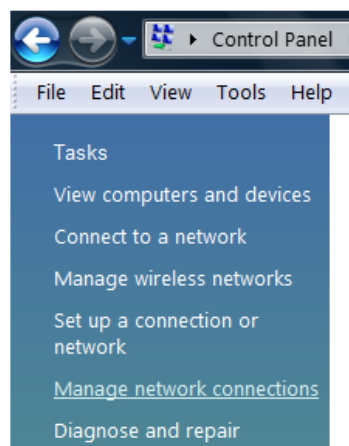 Control Panel
File Edit View Tools Help
Tasks
View computers and devices
Connect to a network
Manage wireless networks
Set up a connection or
network
Manage network connections
Diagnose and repair